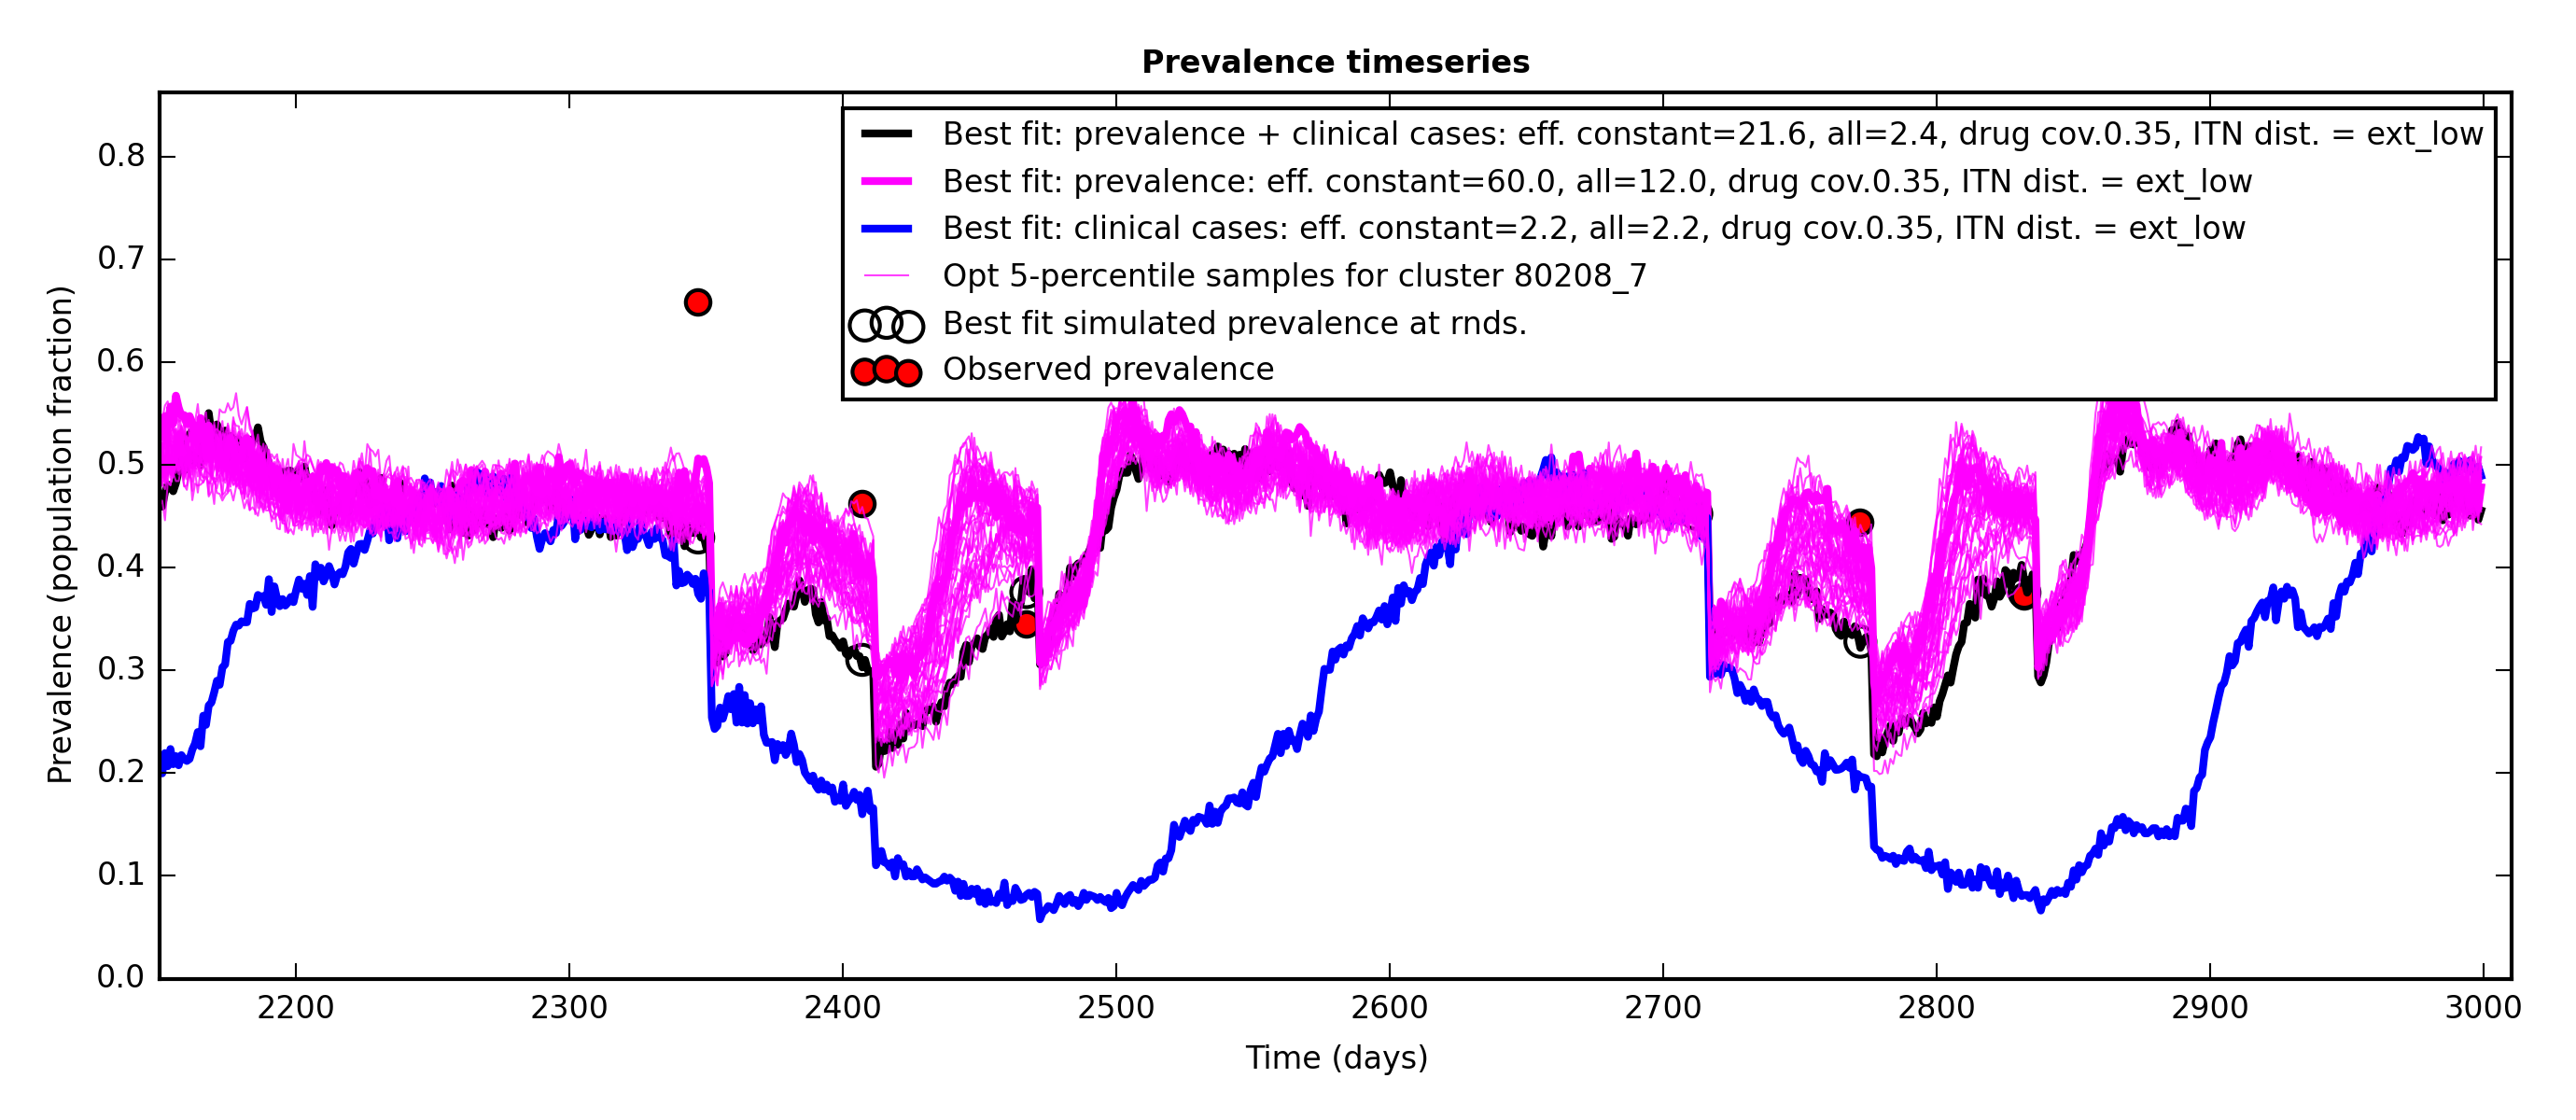 Prevalence timeseries
Best fit: prevalence + clinical cases: eff. constant=21.6, all=2.4, drug cov.0.35, ITN dist. = ext_low
Best fit: prevalence: eff. constant=60.0, all=12.0, drug cov.0.35, ITN dist. = ext_low
Best fit: clinical cases: eff. constant=2.2, all=2.2, drug cov.0.35, ITN dist. = ext_low
Opt 5-percentile samples for cluster 80208_7
Best fit simulated prevalence at rnds.
Observed prevalence
Prevalence (population fraction)
0.8
0.7
0.6
0.5
0.4
0.3
0.2
0.1
0.0
2200 2300 2400 2500 2600 2700 2800 2900 3000
Time (days)